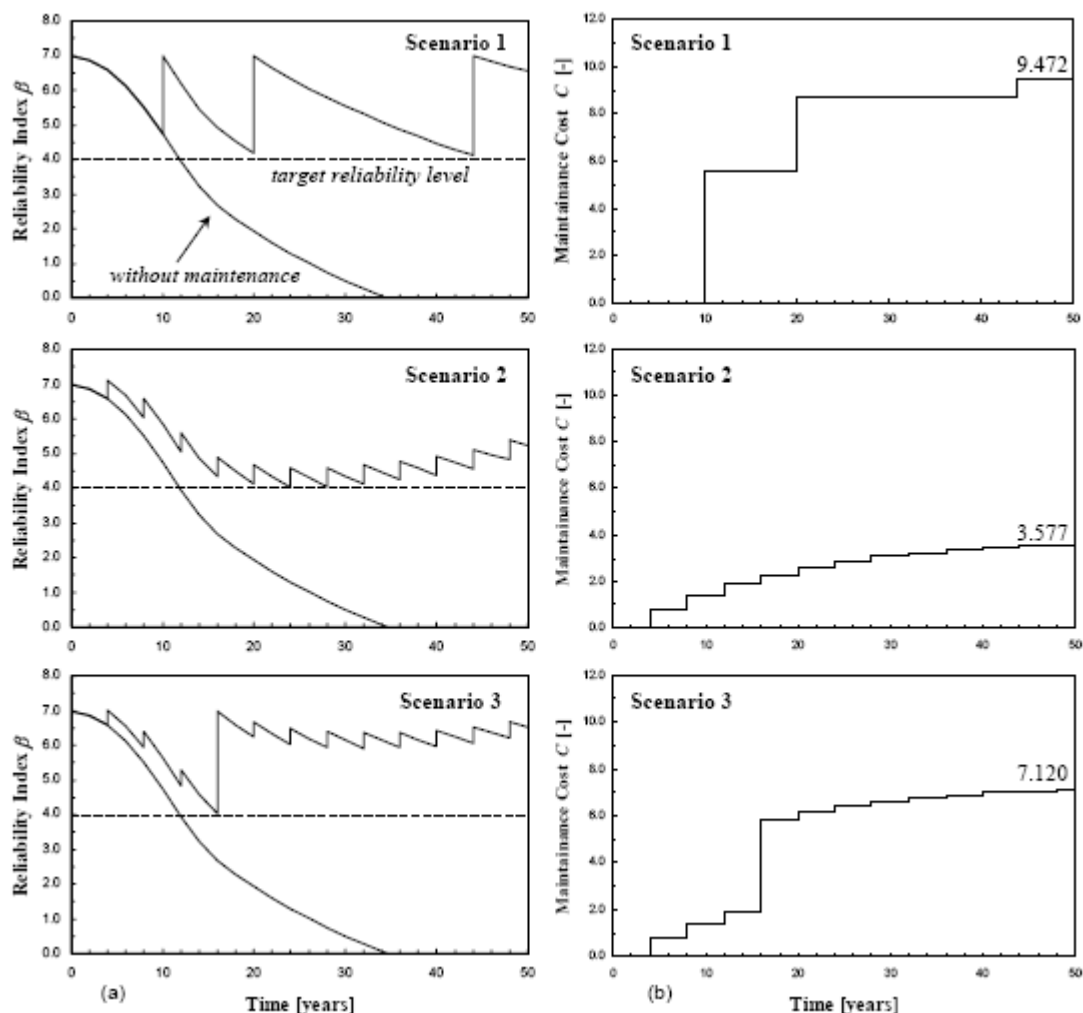 Scenario 1
Reliability Index β
8.0
7.0
6.0
5.0
4.0
3.0
2.0
1.0
0.0
target reliability level
without maintenance
0 10 20 30 40 50
Scenario 1
9.472
Maintainance Cost C [-]
12.0
10.0
8.0
6.0
4.0
2.0
0.0
0 10 20 30 40 50
Scenario 2
Reliability Index β
8.0
7.0
6.0
5.0
4.0
3.0
2.0
1.0
0.0
0 10 20 30 40 50
Scenario 2
3.577
Maintainance Cost C [-]
12.0
10.0
8.0
6.0
4.0
2.0
0.0
0 10 20 30 40 50
Scenario 3
Reliability Index β
8.0
7.0
6.0
5.0
4.0
3.0
2.0
1.0
0.0
0 10 20 30 40 50
(a) Time [years]
Scenario 3
7.120
Maintainance Cost C [-]
12.0
10.0
8.0
6.0
4.0
2.0
0.0
0 10 20 30 40 50
(b) Time [years]